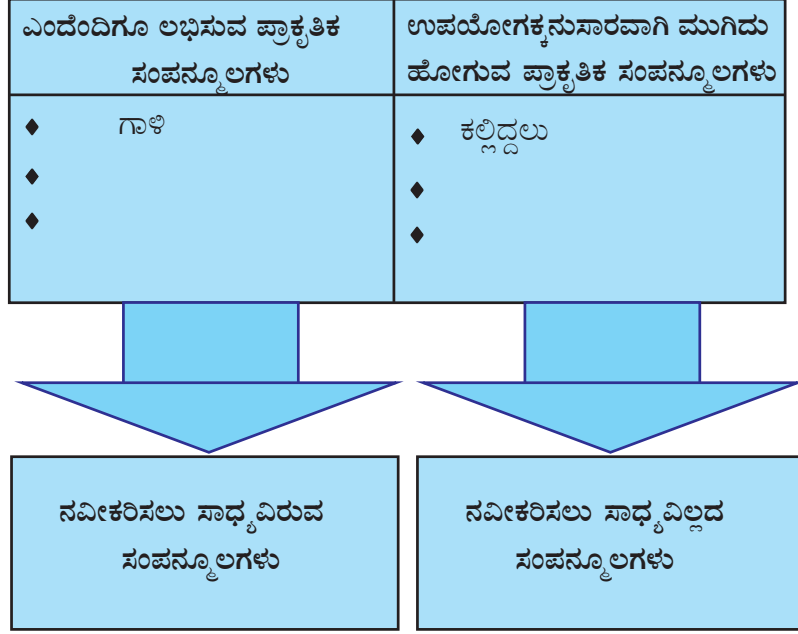 ಎಂದೆಂದಿಗೂ ಲಭಿಸುವ ಪ್ರಾಕೃತಿಕ
ಸಂಪನ್ಮೂಲಗಳು
ಉಪಯೋಗಕ್ಕನುಸಾರವಾಗಿ ಮುಗಿದು
ಹೋಗುವ ಪ್ರಾಕೃತಿಕ ಸಂಪನ್ಮೂಲಗಳು
♦ ಗಾಳಿ
♦
♦
♦ ಕಲ್ಲಿದ್ದಲು
♦
♦
ನವೀಕರಿಸಲು ಸಾಧ್ಯವಿರುವ
ಸಂಪನ್ಮೂಲಗಳು
ನವೀಕರಿಸಲು ಸಾಧ್ಯವಿಲ್ಲದ
ಸಂಪನ್ಮೂಲಗಳು